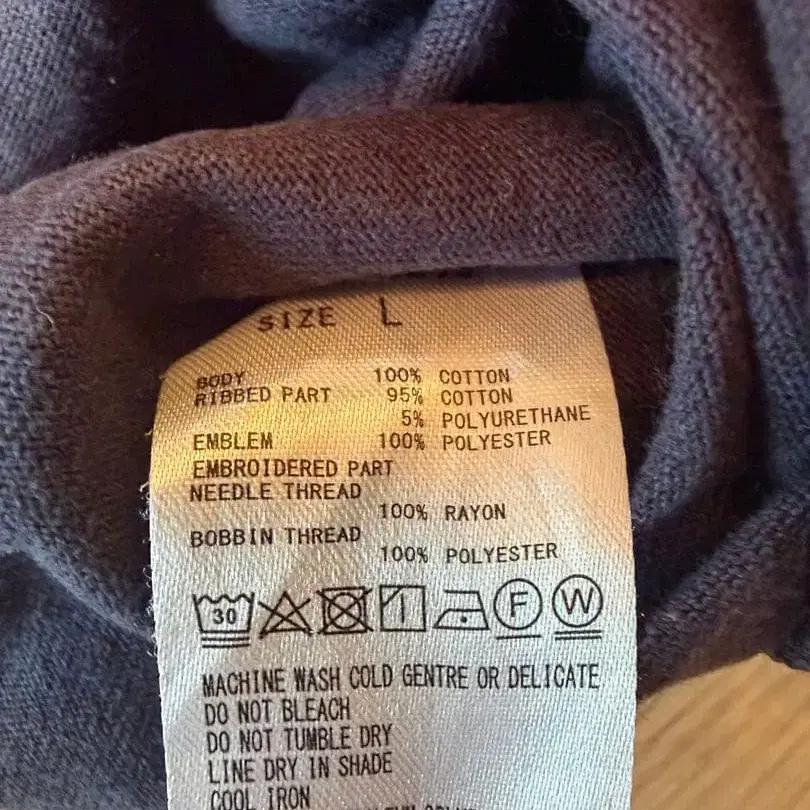 SIZE L
BODY 100% COTTON
RIBBED PART 95% COTTON
5% POLYURETHANE
EMBLEM 100% POLYESTER
EMBROIDERED PART
NEEDLE THREAD
100% RAYON
BOBBIN THREAD
100% POLYESTER
30 F W
MACHINE WASH COLD GENTRE OR DELICATE
DO NOT BLEACH
DO NOT TUMBLE DRY
LINE DRY IN SHADE
COOL IRON